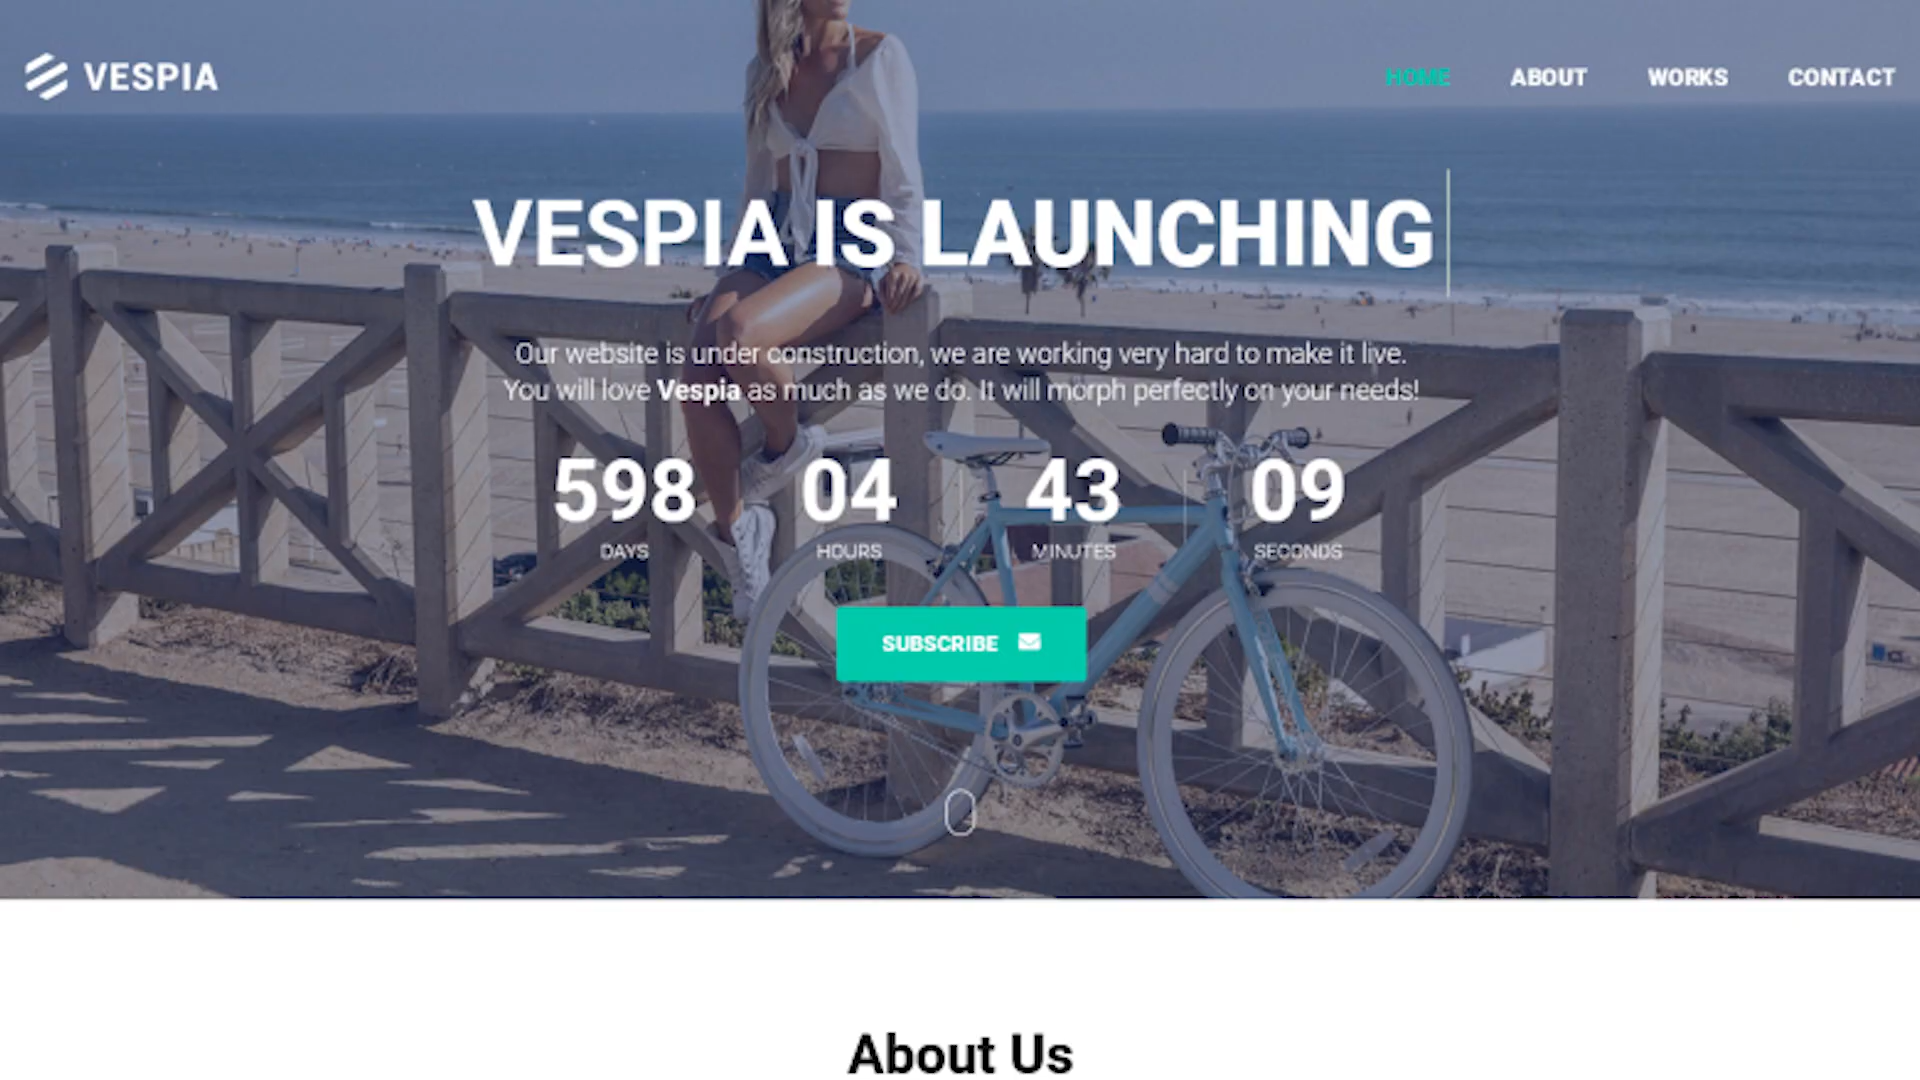 VESPIA
HOME ABOUT WORKS CONTACT
VESPIA IS LAUNCHING
Our website is under construction, we are working very hard to make it live.
You will love Vespia as much as we do. It will morph perfectly on your needs!
598 04 43 09
DAYS HOURS MINUTES SECONDS
SUBSCRIBE
About Us